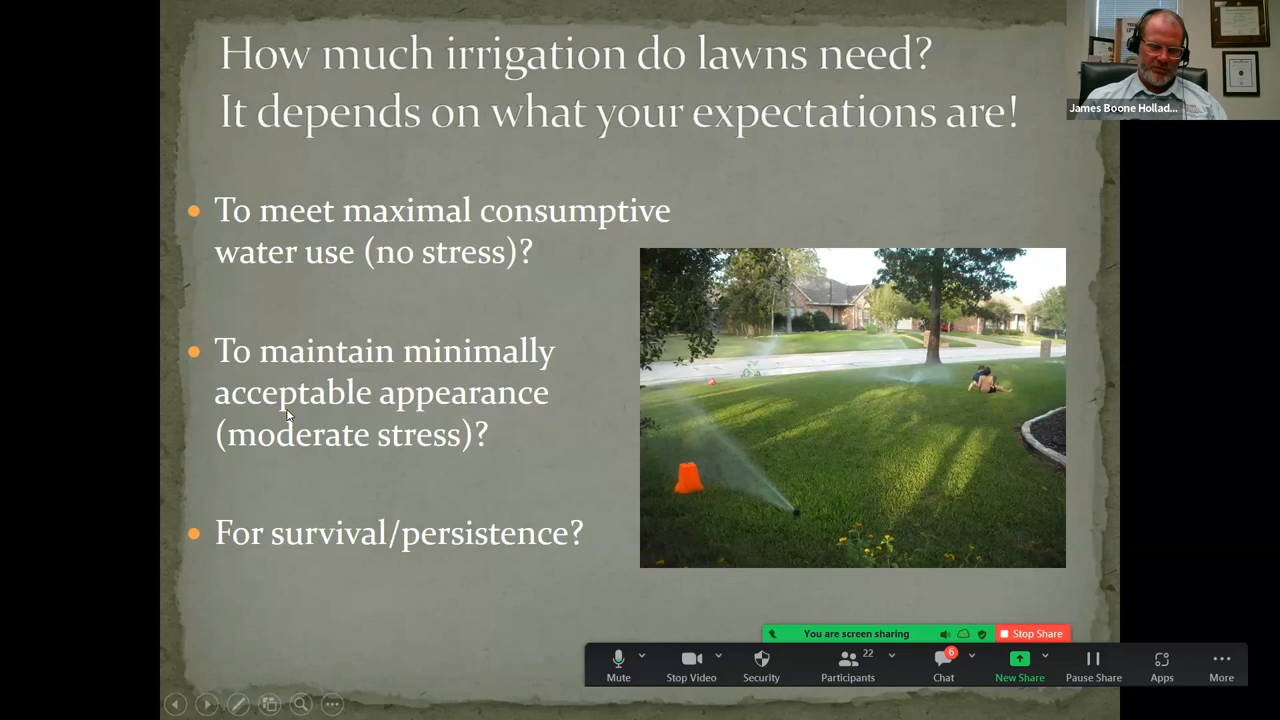 How much irrigation do lawns need?
It depends on what your expectations are!
James Boone Hollad...
• To meet maximal consumptive
water use (no stress)?
• To maintain minimally
acceptable appearance
(moderate stress)?
• For survival/persistence?
You are screen sharing
Stop Share
22
6
Mute
Stop Video
Security
Participants
Chat
New Share
Pause Share
Apps
More